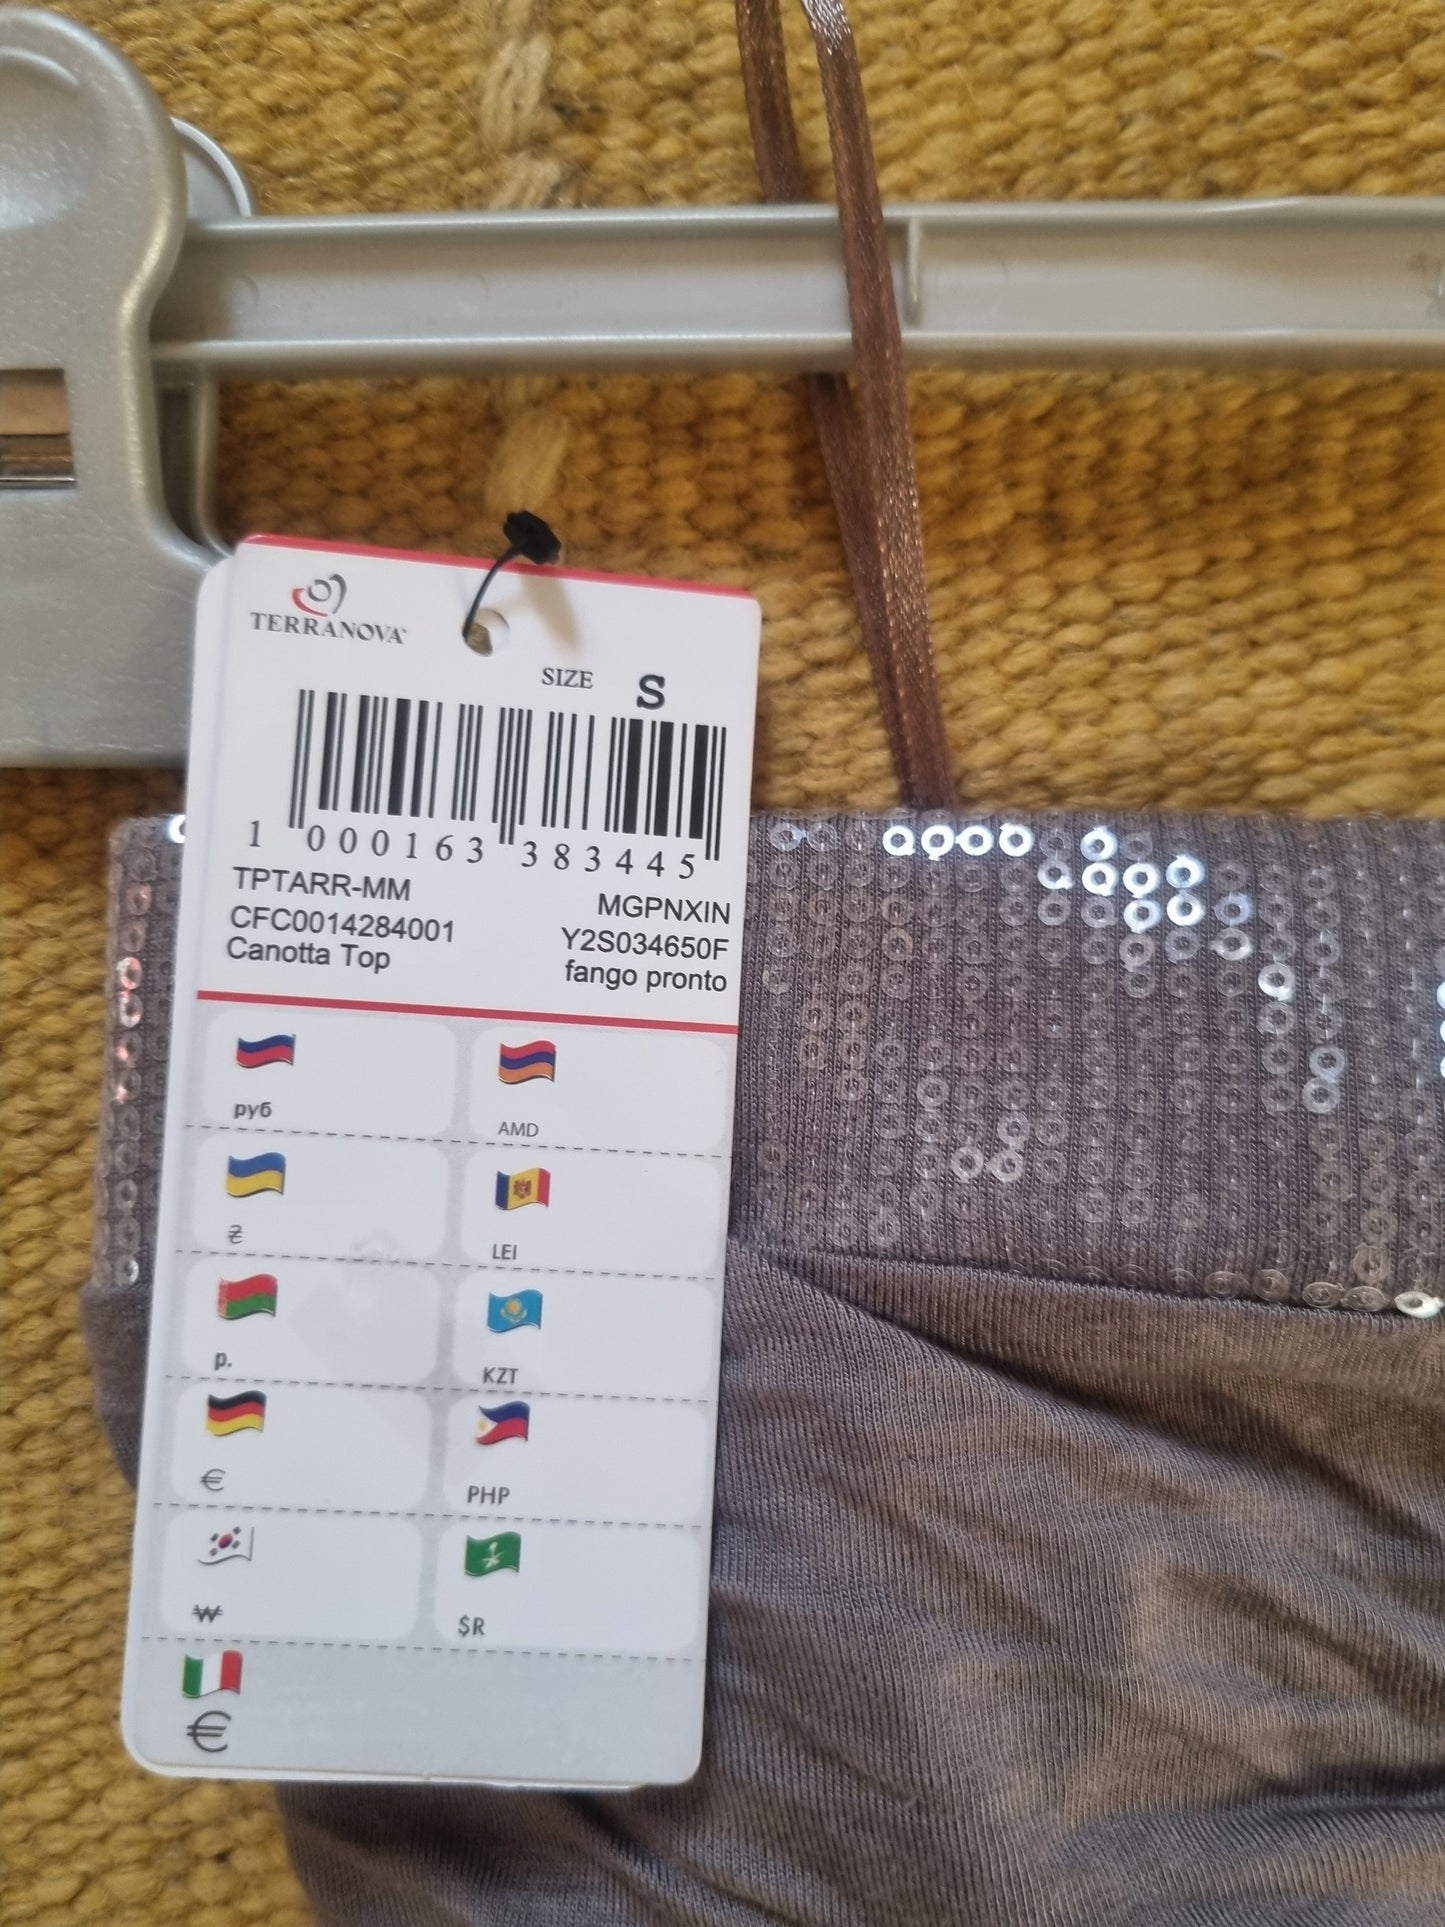 TERRANOVA
SIZE S
1 000163 383445
TPTARR-MM MGPNXIN
CFC0014284001 Y2S034650F
Canotta Top fango pronto
руб AMD
₴ LEI
р. KZT
€ PHP
₩ $R
€